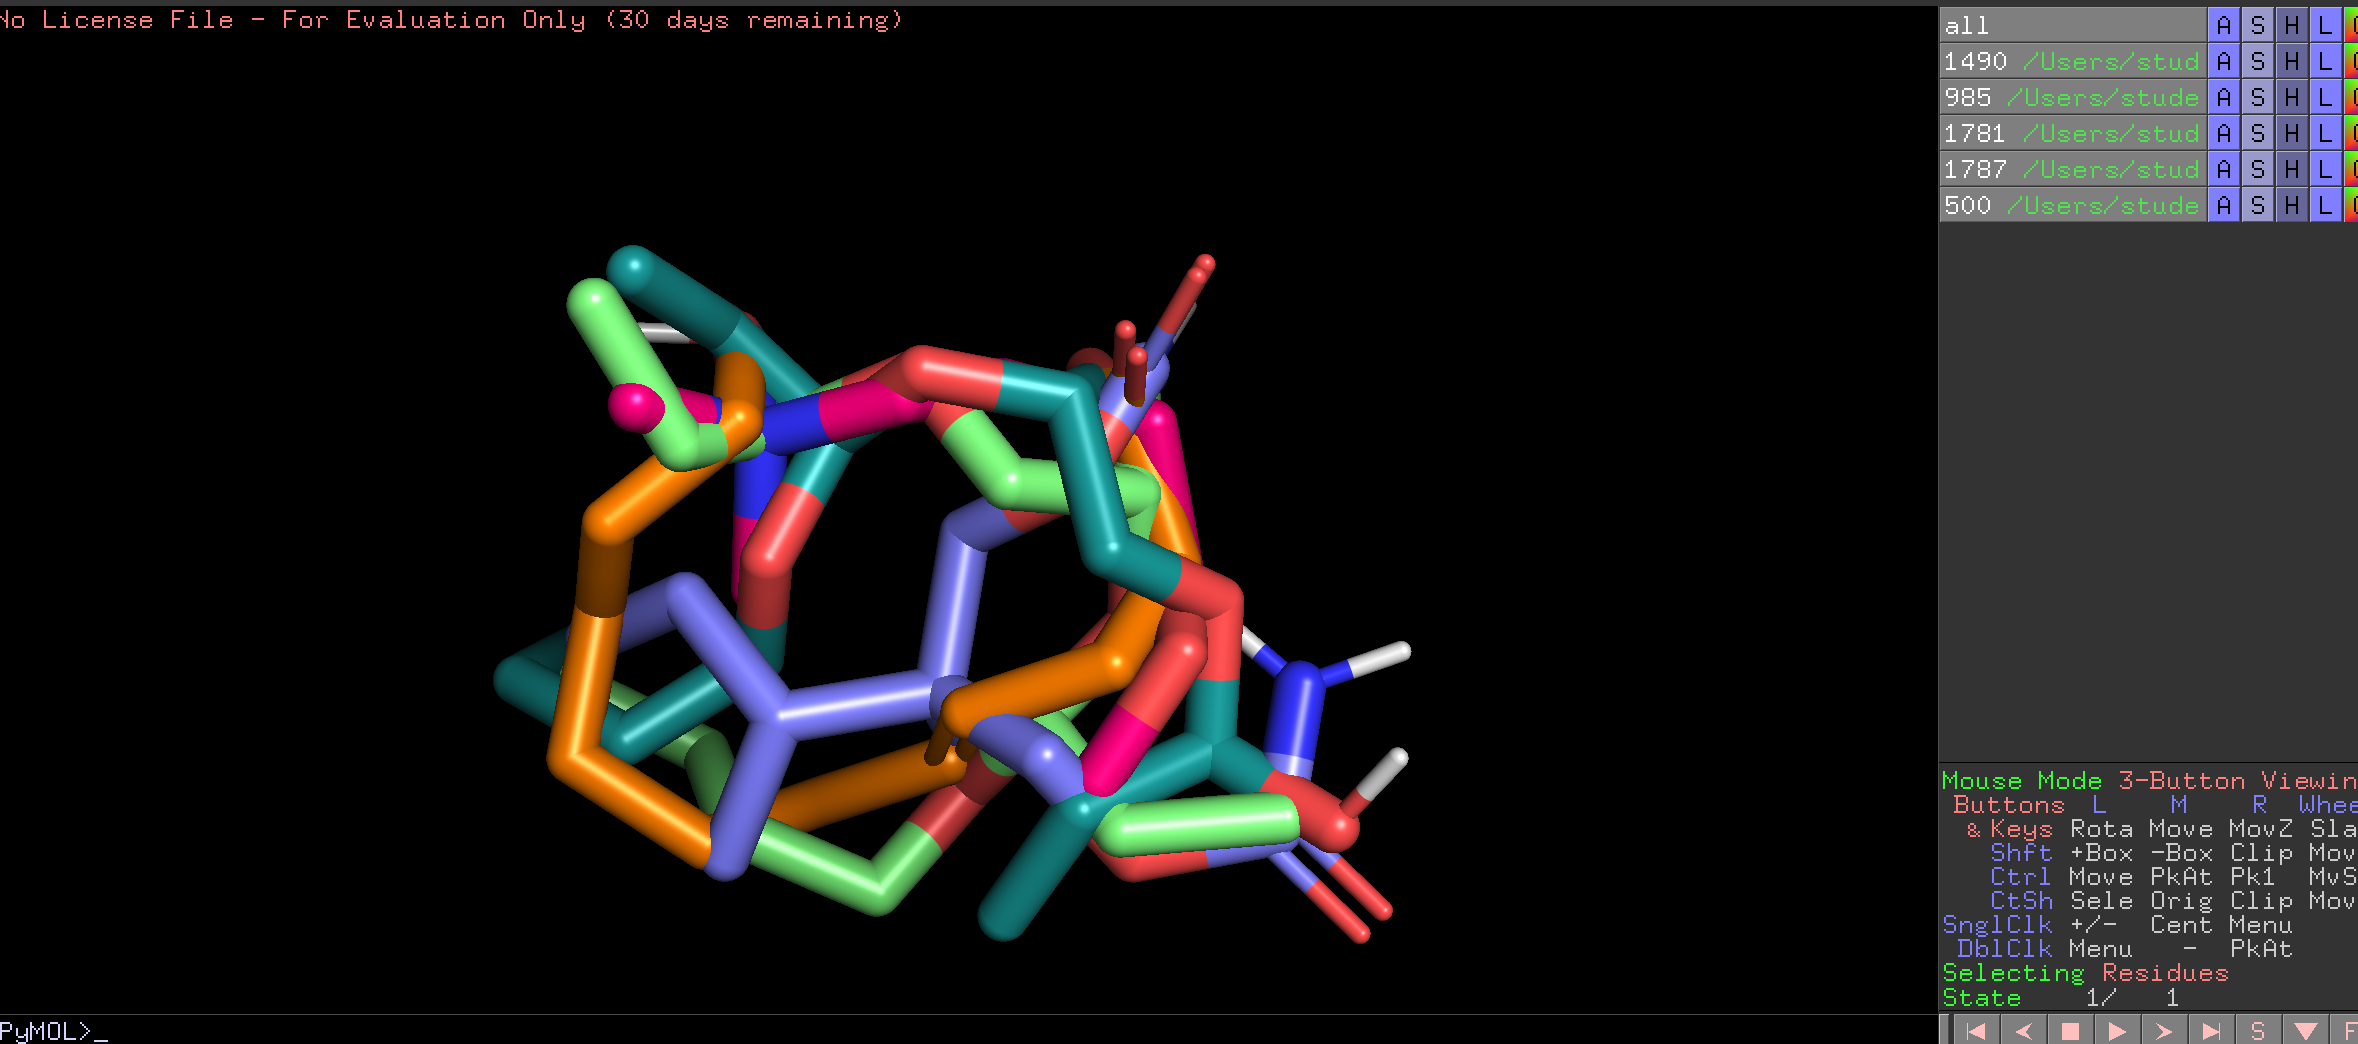 No License File - For Evaluation Only (30 days remaining)
all A S H L
1490 /Users/stud A S H L
985 /Users/stude A S H L
1781 /Users/stud A S H L
1787 /Users/stud A S H L
500 /Users/stude A S H L
Mouse Mode 3-Button Viewin
Buttons L M R Whee
& Keys Rota Move MovZ Sla
Shft +Box -Box Clip Mov
Ctrl Move PkAt Pk1 MvS
CtSh Sele Orig Clip Mov
SnglClk +/- Cent Menu
DblClk Menu - PkAt
Selecting Residues
State 1/ 1
PyMOL>_
S F